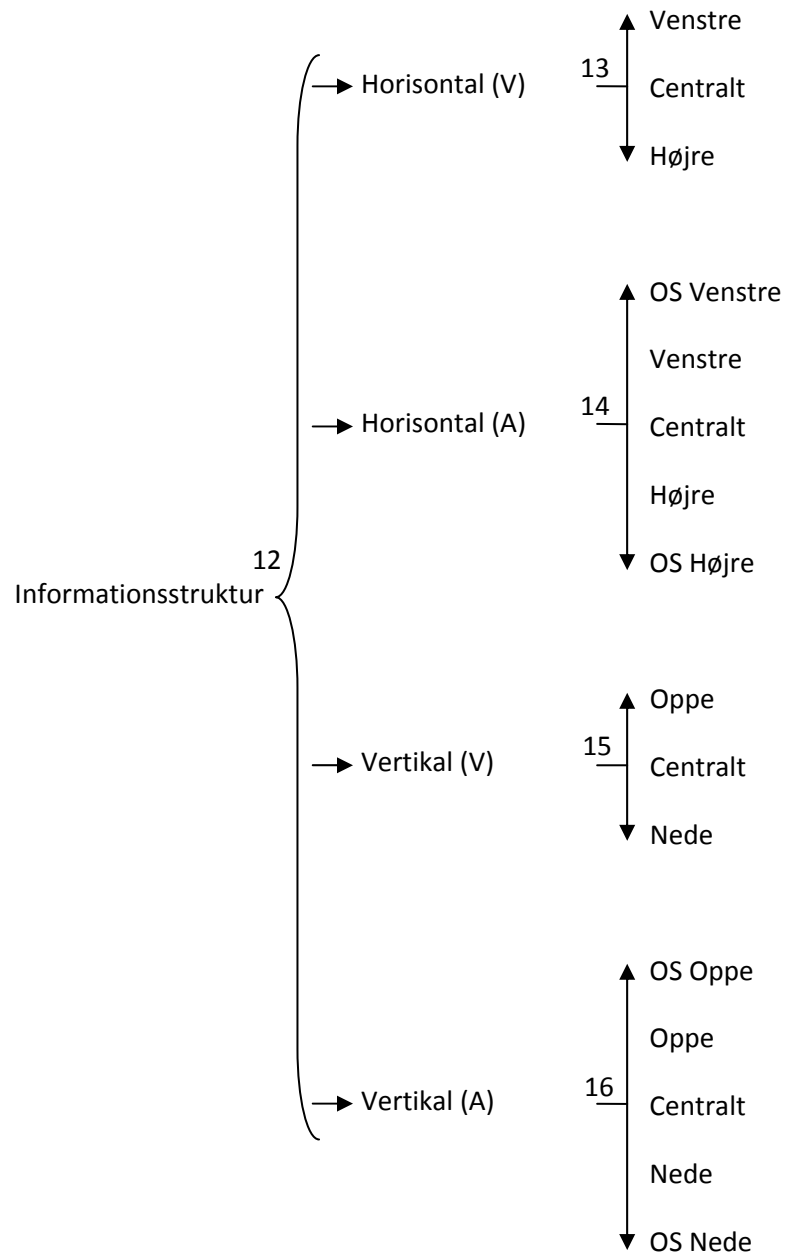 Venstre
13
Horisontal (V)
Centralt
Højre
OS Venstre
Venstre
14
Horisontal (A)
Centralt
Højre
12
OS Højre
Informationsstruktur
Oppe
15
Vertikal (V)
Centralt
Nede
OS Oppe
Oppe
16
Vertikal (A)
Centralt
Nede
OS Nede